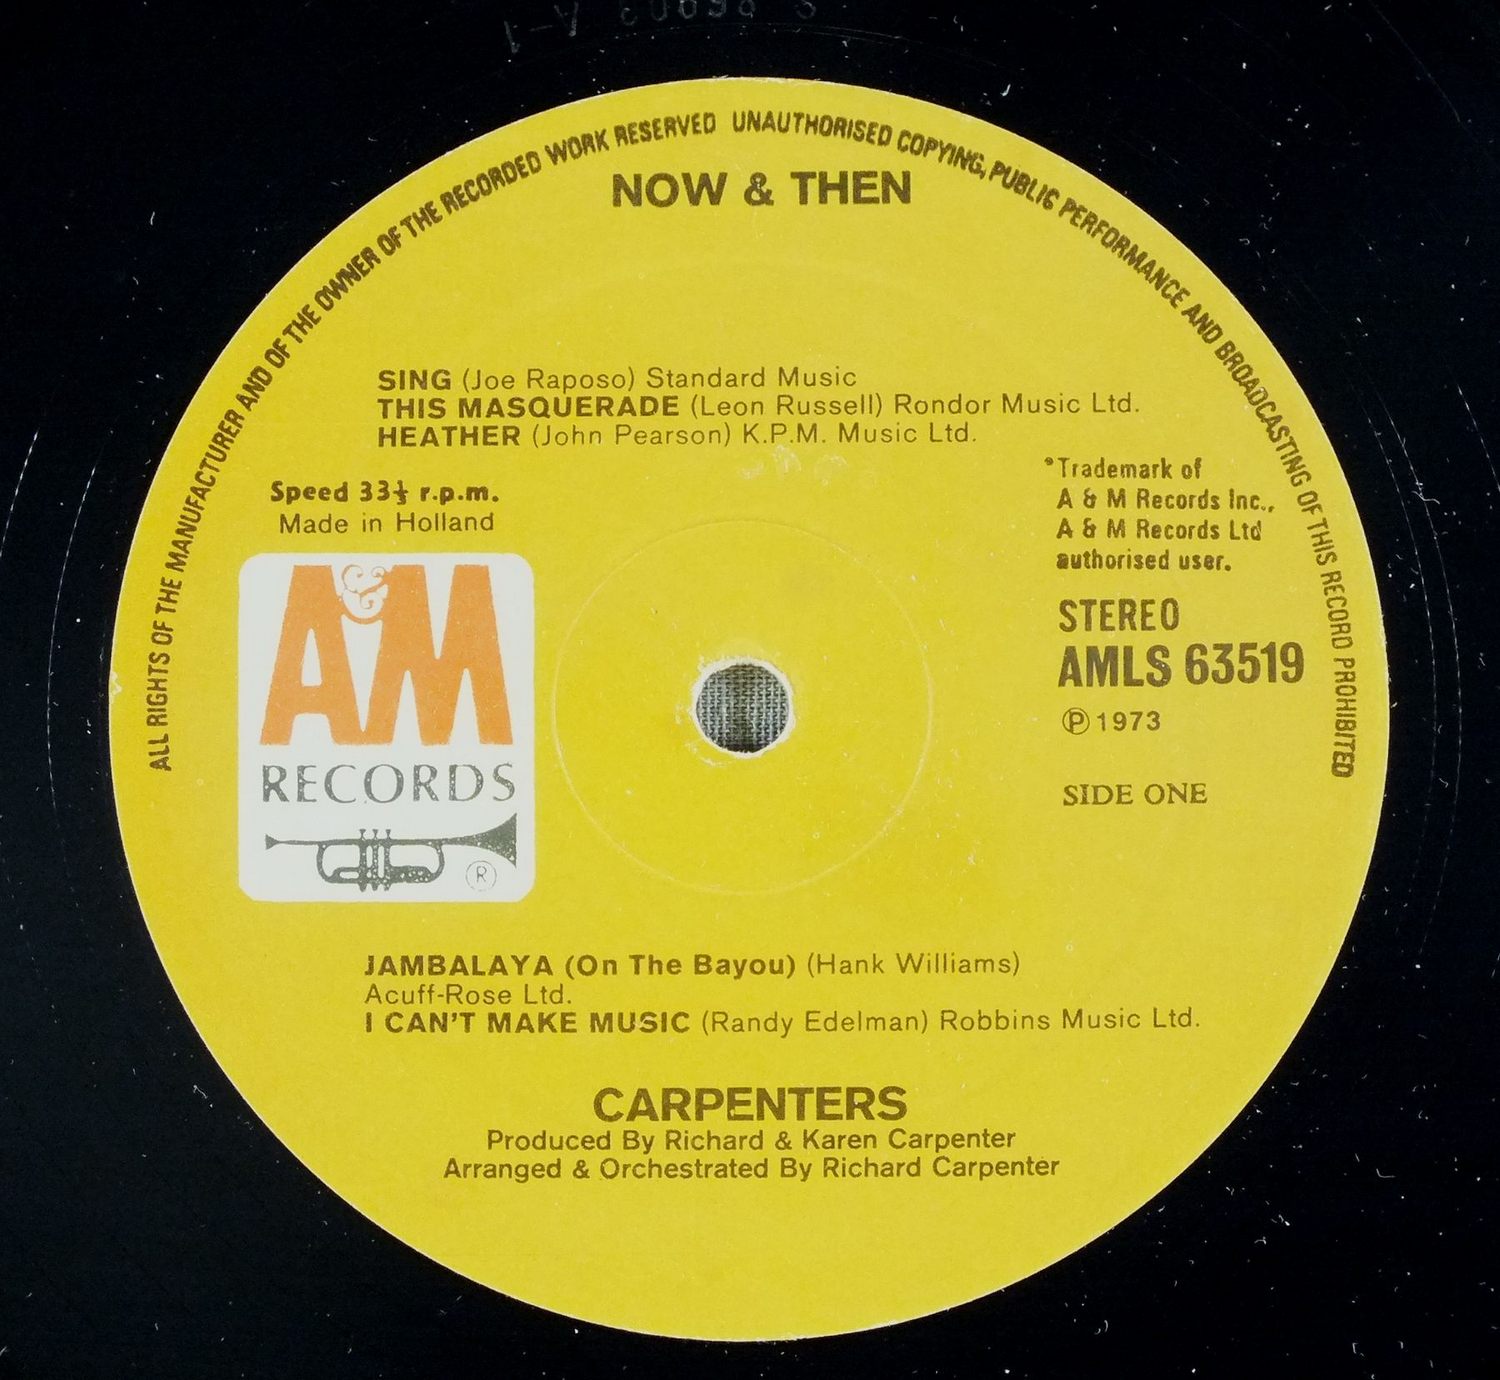 ALL RIGHTS OF THE MANUFACTURER AND OF THE OWNER OF THE RECORDED WORK RESERVED UNAUTHORISED COPYING, PUBLIC PERFORMANCE AND BROADCASTING OF THIS RECORD PROHIBITED
NOW & THEN
SING (Joe Raposo) Standard Music
THIS MASQUERADE (Leon Russell) Rondor Music Ltd.
HEATHER (John Pearson) K.P.M. Music Ltd.
Speed 33⅓ r.p.m.
Made in Holland
A&M
RECORDS
®
*Trademark of
A & M Records Inc.,
A & M Records Ltd
authorised user.
STEREO
AMLS 63519
℗ 1973
SIDE ONE
JAMBALAYA (On The Bayou) (Hank Williams)
Acuff-Rose Ltd.
I CAN'T MAKE MUSIC (Randy Edelman) Robbins Music Ltd.
CARPENTERS
Produced By Richard & Karen Carpenter
Arranged & Orchestrated By Richard Carpenter